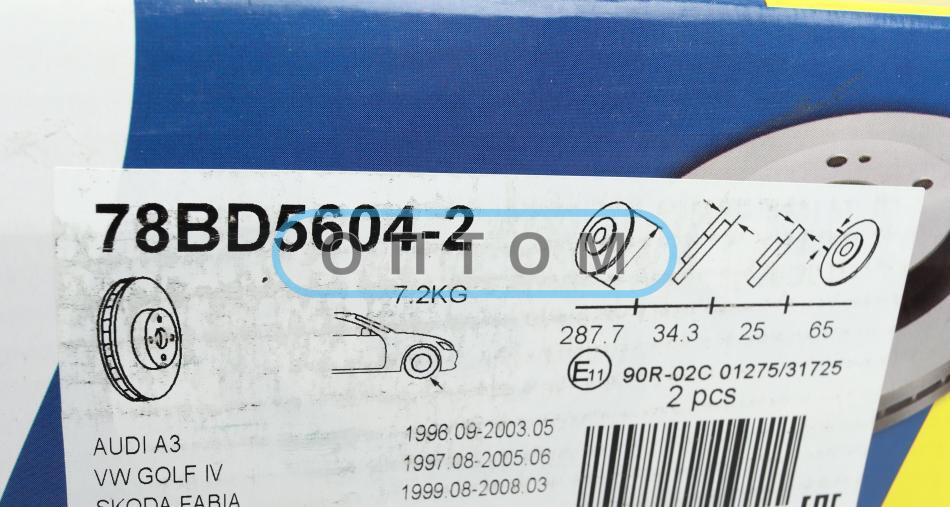 78BD5604-2
ОПТОМ
7.2KG
287.7 34.3 25 65
E11 90R-02C 01275/31725
2 pcs
AUDI A3 1996.09-2003.05
VW GOLF IV 1997.08-2005.06
SKODA FABIA 1999.08-2008.03
EAC